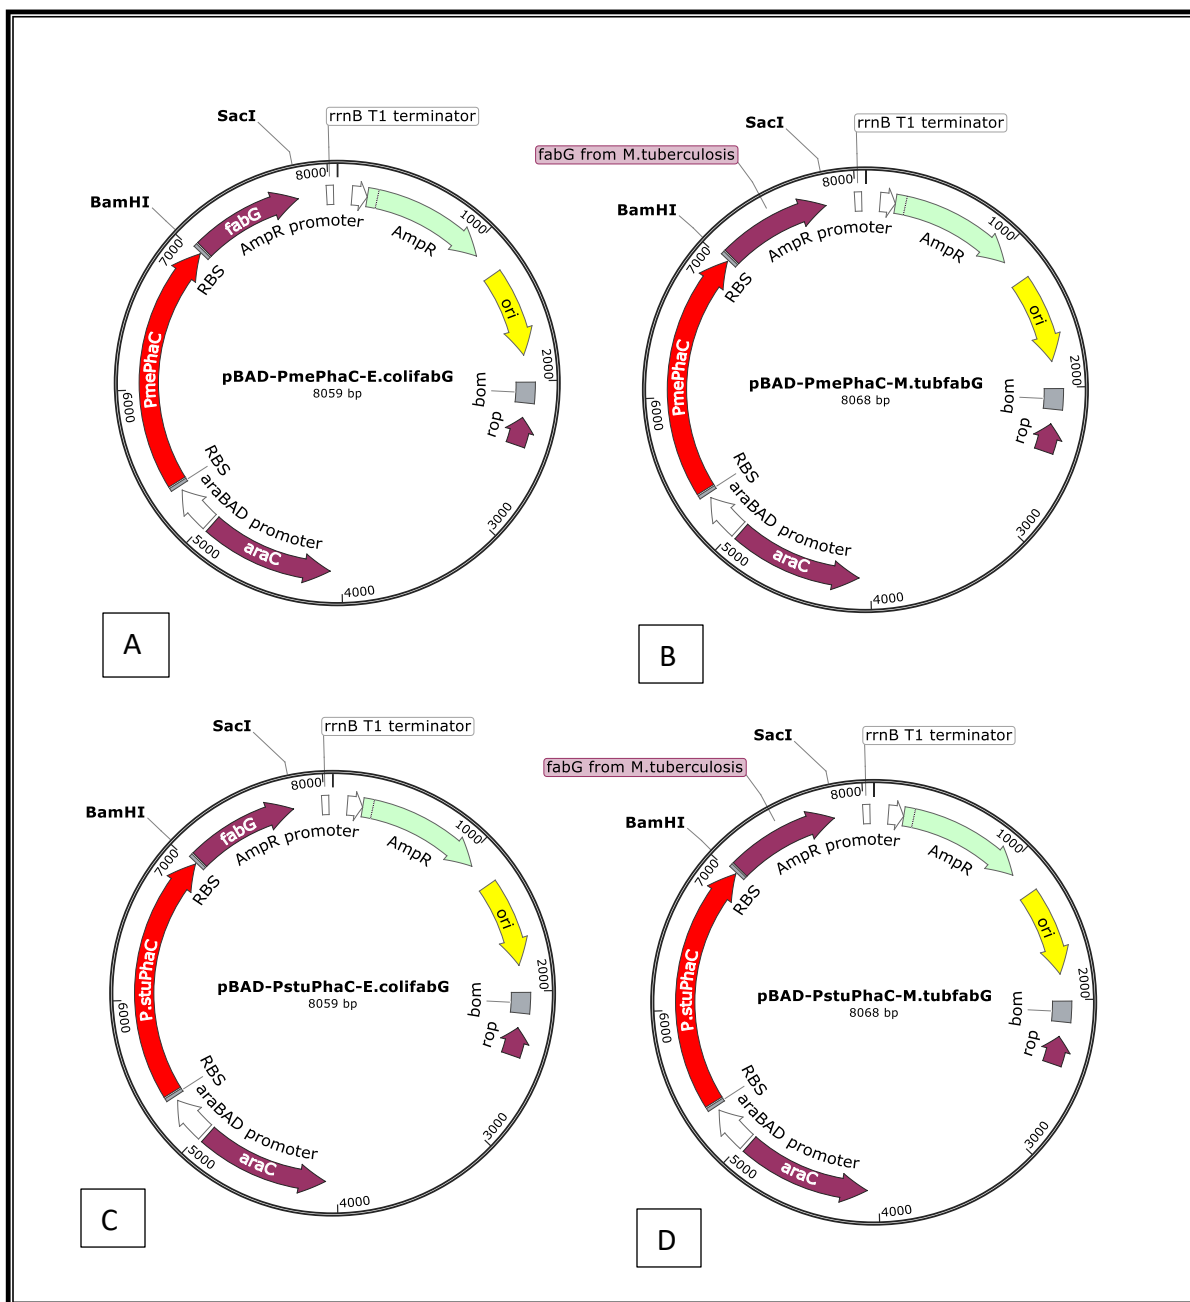 SacI
rrnB T1 terminator
8000
BamHI
7000
fabG
AmpR promoter
AmpR
1000
RBS
ori
PmePhaC
pBAD-PmePhaC-E.colifabG
8059 bp
2000
bom
rop
6000
RBS
araBAD promoter
araC
5000
3000
4000
A
SacI
rrnB T1 terminator
fabG from M.tuberculosis
8000
BamHI
7000
AmpR promoter
AmpR
1000
RBS
ori
PmePhaC
pBAD-PmePhaC-M.tubfabG
8068 bp
2000
bom
rop
6000
RBS
araBAD promoter
araC
5000
3000
4000
B
SacI
rrnB T1 terminator
8000
BamHI
7000
fabG
AmpR promoter
AmpR
1000
RBS
ori
P.stuPhaC
pBAD-PstuPhaC-E.colifabG
8059 bp
2000
bom
rop
6000
RBS
araBAD promoter
araC
5000
3000
4000
C
SacI
rrnB T1 terminator
fabG from M.tuberculosis
8000
BamHI
7000
AmpR promoter
AmpR
1000
RBS
ori
P.stuPhaC
pBAD-PstuPhaC-M.tubfabG
8068 bp
2000
bom
rop
6000
RBS
araBAD promoter
araC
5000
3000
4000
D